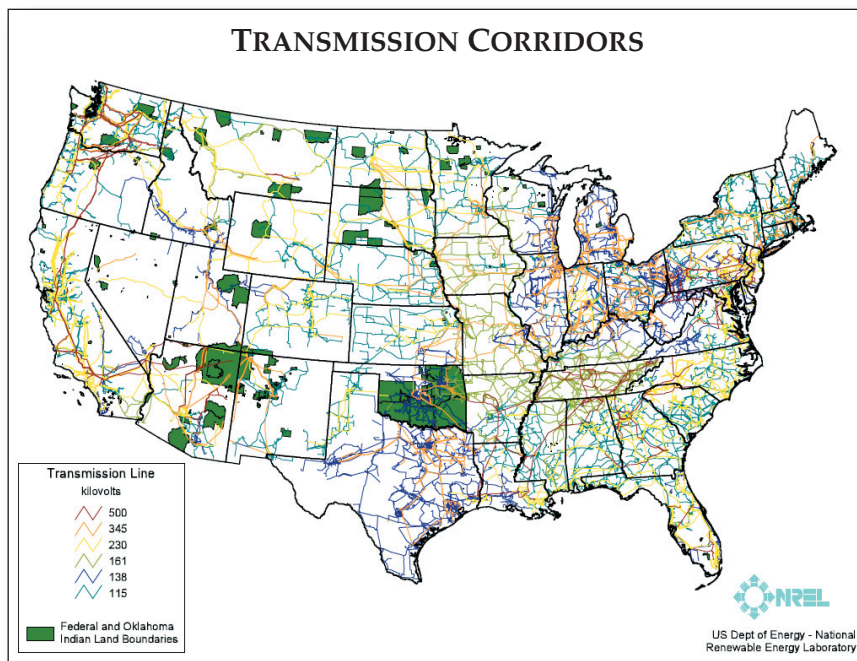 TRANSMISSION CORRIDORS
Transmission Line
kilovolts
500
345
230
161
138
115
Federal and Oklahoma
Indian Land Boundaries
NREL
US Dept of Energy - National
Renewable Energy Laboratory